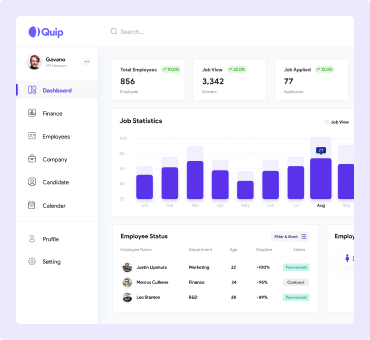 Quip
Search...
Gavano
HR Manager
Dashboard
Finance
Employees
Company
Candidate
Calendar
Profile
Setting
Total Employees
10.0%
856
Employee
Job View
22.0%
3,342
Viewers
Job Applied
12.0%
77
Applicants
Job Statistics
Job View
100
80
60
40
20
77
Jan
Feb
Mar
Apr
May
Jun
Jul
Aug
Sep
Employee Status
Filter & Short
Employee Name Department Age Discipline Status
Justin Lipshutz Marketing 22 +100% Permanent
Marcus Culhane Finance 24 +95% Contract
Leo Stanton R&D 28 +89% Permanent
Emplo